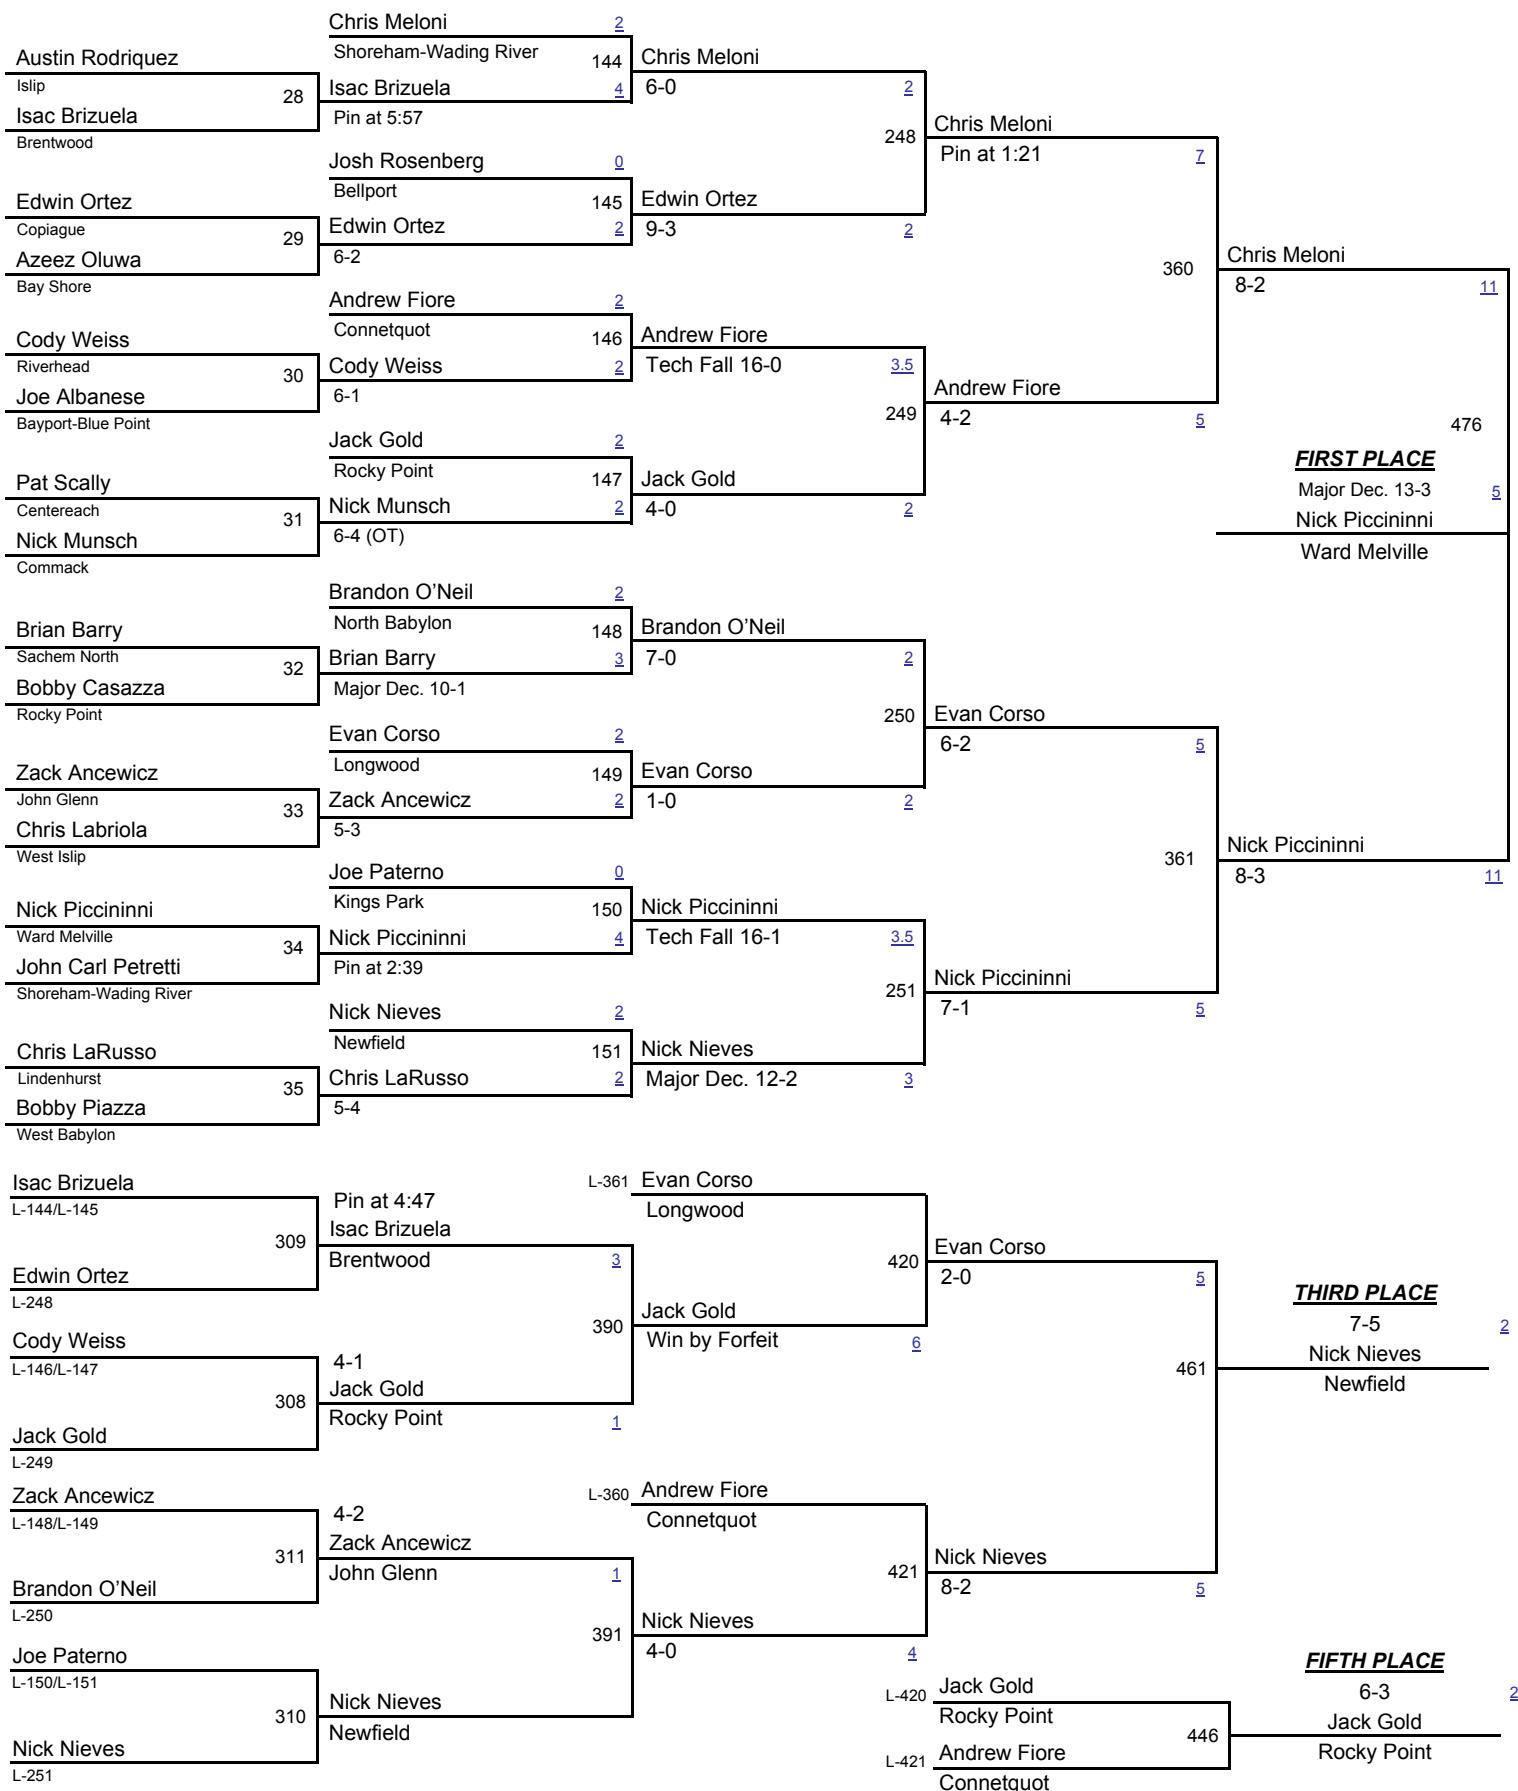 Austin Rodriquez
Islip
28
Isac Brizuela
Brentwood
Edwin Ortez
Copiague
29
Azeez Oluwa
Bay Shore
Cody Weiss
Riverhead
30
Joe Albanese
Bayport-Blue Point
Pat Scally
Centereach
31
Nick Munsch
Commack
Brian Barry
Sachem North
32
Bobby Casazza
Rocky Point
Zack Ancewicz
John Glenn
33
Chris Labriola
West Islip
Nick Piccininni
Ward Melville
34
John Carl Petretti
Shoreham-Wading River
Chris LaRusso
Lindenhurst
35
Bobby Piazza
West Babylon
Chris Meloni 2
Shoreham-Wading River
144
Isac Brizuela 4
Pin at 5:57
Josh Rosenberg 0
Bellport
145
Edwin Ortez 2
6-2
Andrew Fiore 2
Connetquot
146
Cody Weiss 2
6-1
Jack Gold 2
Rocky Point
147
Nick Munsch 2
6-4 (OT)
Brandon O’Neil 2
North Babylon
148
Brian Barry 3
Major Dec. 10-1
Evan Corso 2
Longwood
149
Zack Ancewicz 2
5-3
Joe Paterno 0
Kings Park
150
Nick Piccininni 4
Pin at 2:39
Nick Nieves 2
Newfield
151
Chris LaRusso 2
5-4
Chris Meloni
6-0 2
248
Edwin Ortez
9-3 2
Andrew Fiore
Tech Fall 16-0 3.5
249
Jack Gold
4-0 2
Brandon O’Neil
7-0 2
250
Evan Corso
1-0 2
Nick Piccininni
Tech Fall 16-1 3.5
251
Nick Nieves
Major Dec. 12-2 3
Chris Meloni
Pin at 1:21 7
360
Andrew Fiore
4-2 5
Evan Corso
6-2 5
361
Nick Piccininni
7-1 5
Chris Meloni
8-2 11
476
FIRST PLACE
Major Dec. 13-3 5
Nick Piccininni
Ward Melville
Nick Piccininni
8-3 11
Isac Brizuela
L-144/L-145
309
Edwin Ortez
L-248
Cody Weiss
L-146/L-147
308
Jack Gold
L-249
Zack Ancewicz
L-148/L-149
311
Brandon O’Neil
L-250
Joe Paterno
L-150/L-151
310
Nick Nieves
L-251
Pin at 4:47
Isac Brizuela
Brentwood 3
390
4-1
Jack Gold
Rocky Point 1
4-2
Zack Ancewicz
John Glenn 1
391
Nick Nieves
Newfield
L-361 Evan Corso
Longwood
420
Jack Gold
Win by Forfeit 6
L-360 Andrew Fiore
Connetquot
421
Nick Nieves
4-0 4
Evan Corso
2-0 5
461
Nick Nieves
8-2 5
THIRD PLACE
7-5 2
Nick Nieves
Newfield
L-420 Jack Gold
Rocky Point
446
L-421 Andrew Fiore
Connetquot
FIFTH PLACE
6-3 2
Jack Gold
Rocky Point